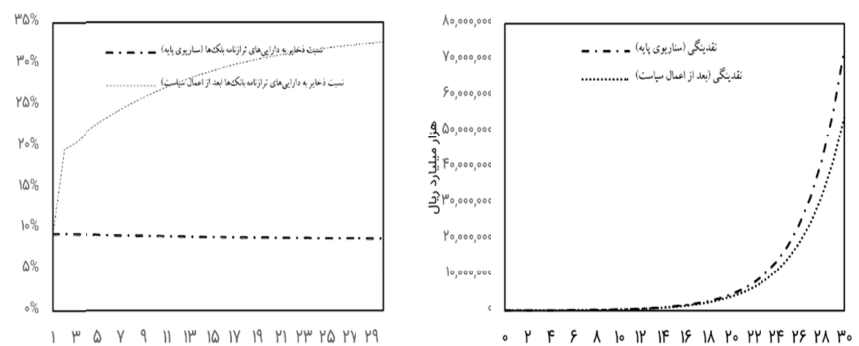 ۳۵%
۳۰%
۲۵%
۲۰%
۱۵%
۱۰%
۵%
۰%
نسبت ذخایر به دارایی‌های ترازنامه بانک‌ها (سناریوی پایه)
نسبت ذخایر به دارایی‌های ترازنامه بانک‌ها (بعد از اعمال سیاست)
۱ ۳ ۵ ۷ ۹ ۱۱ ۱۳ ۱۵ ۱۷ ۱۹ ۲۱ ۲۳ ۲۵ ۲۷ ۲۹
هزار میلیارد ریال
۸۰,۰۰۰,۰۰۰
۷۰,۰۰۰,۰۰۰
۶۰,۰۰۰,۰۰۰
۵۰,۰۰۰,۰۰۰
۴۰,۰۰۰,۰۰۰
۳۰,۰۰۰,۰۰۰
۲۰,۰۰۰,۰۰۰
۱۰,۰۰۰,۰۰۰
۰
نقدینگی (سناریوی پایه)
نقدینگی (بعد از اعمال سیاست)
۰ ۲ ۴ ۶ ۸ ۱۰ ۱۲ ۱۴ ۱۶ ۱۸ ۲۰ ۲۲ ۲۴ ۲۶ ۲۸ ۳۰